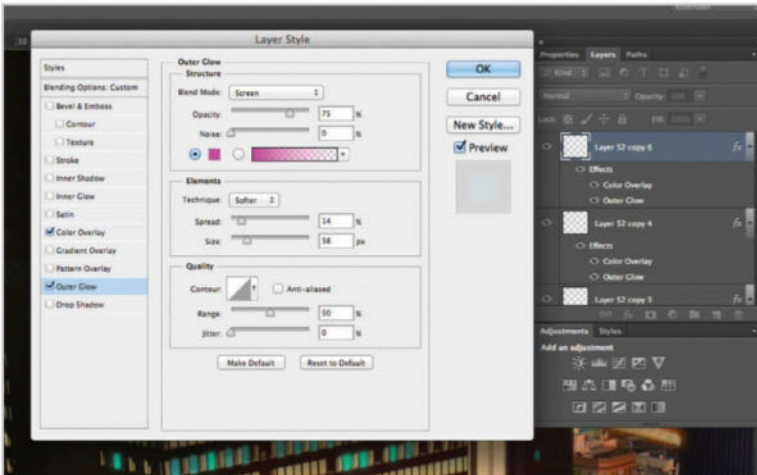 Layer Style
Styles
Blending Options: Custom
Bevel & Emboss
Contour
Texture
Stroke
Inner Shadow
Inner Glow
Satin
Color Overlay
Gradient Overlay
Pattern Overlay
Outer Glow
Drop Shadow
Outer Glow
Structure
Blend Mode: Screen
Opacity: 75 %
Noise: 0 %
Elements
Technique: Softer
Spread: 14 %
Size: 38 px
Quality
Contour: Anti-aliased
Range: 50 %
Jitter: 0 %
Make Default Reset to Default
OK
Cancel
New Style...
Preview
Properties Layers Paths
Kind
Normal Opacity:
Lock: Fill: 100%
Layer 52 copy 6 fx
Effects
Color Overlay
Outer Glow
Layer 52 copy 4 fx
Effects
Color Overlay
Outer Glow
Layer 52 copy 3 fx
Adjustments Styles
Add an adjustment